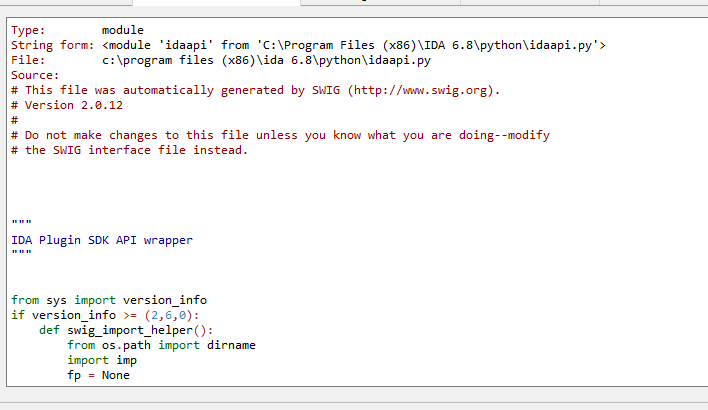 Type:        module
String form: <module 'idaapi' from 'C:\Program Files (x86)\IDA 6.8\python\idaapi.py'>
File:        c:\program files (x86)\ida 6.8\python\idaapi.py
Source:
# This file was automatically generated by SWIG (http://www.swig.org).
# Version 2.0.12
#
# Do not make changes to this file unless you know what you are doing--modify
# the SWIG interface file instead.
"""
IDA Plugin SDK API wrapper
"""
from sys import version_info
if version_info >= (2,6,0):
    def swig_import_helper():
        from os.path import dirname
        import imp
        fp = None